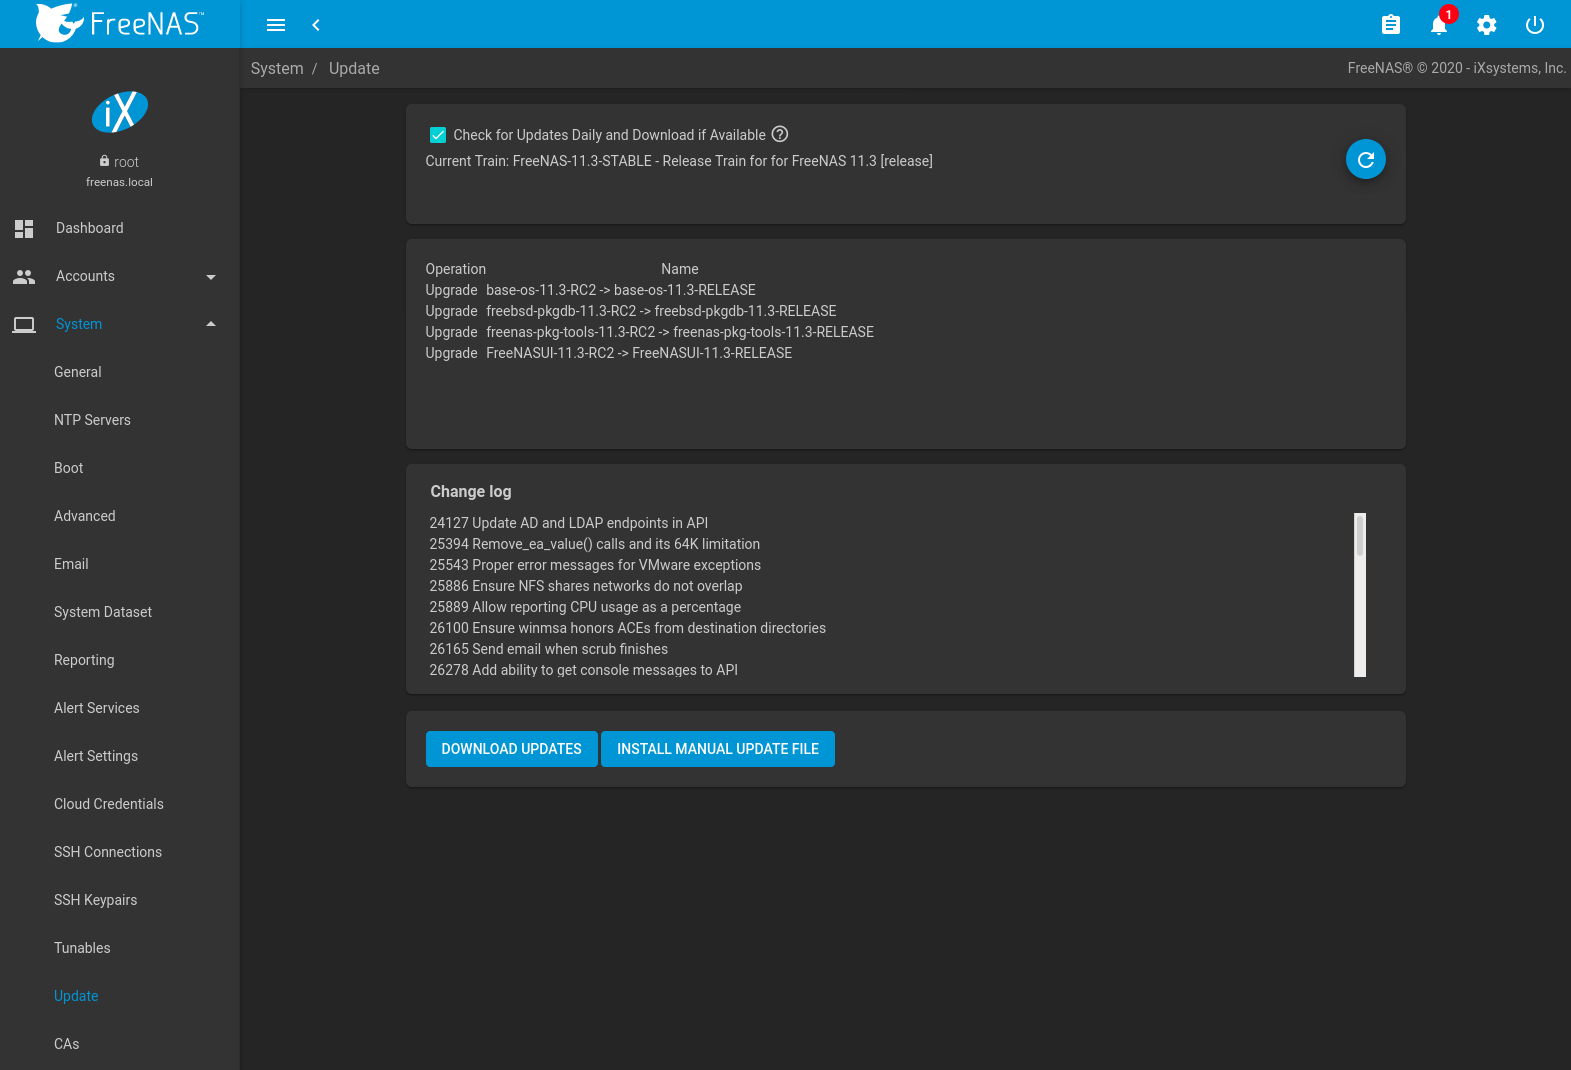 FreeNAS™
1
System / Update
FreeNAS® © 2020 - iXsystems, Inc.
iX
root
freenas.local
Dashboard
Accounts
System
General
NTP Servers
Boot
Advanced
Email
System Dataset
Reporting
Alert Services
Alert Settings
Cloud Credentials
SSH Connections
SSH Keypairs
Tunables
Update
CAs
Check for Updates Daily and Download if Available ?
Current Train: FreeNAS-11.3-STABLE - Release Train for for FreeNAS 11.3 [release]
Operation Name
Upgrade base-os-11.3-RC2 -> base-os-11.3-RELEASE
Upgrade freebsd-pkgdb-11.3-RC2 -> freebsd-pkgdb-11.3-RELEASE
Upgrade freenas-pkg-tools-11.3-RC2 -> freenas-pkg-tools-11.3-RELEASE
Upgrade FreeNASUI-11.3-RC2 -> FreeNASUI-11.3-RELEASE
Change log
24127 Update AD and LDAP endpoints in API
25394 Remove_ea_value() calls and its 64K limitation
25543 Proper error messages for VMware exceptions
25886 Ensure NFS shares networks do not overlap
25889 Allow reporting CPU usage as a percentage
26100 Ensure winmsa honors ACEs from destination directories
26165 Send email when scrub finishes
26278 Add ability to get console messages to API
DOWNLOAD UPDATES
INSTALL MANUAL UPDATE FILE